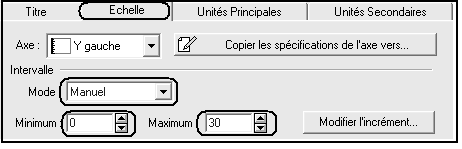 Titre Echelle Unités Principales Unités Secondaires
Axe : Y gauche Copier les spécifications de l'axe vers...
Intervalle
Mode Manuel
Minimum : 0 Maximum 30 Modifier l'incrément...